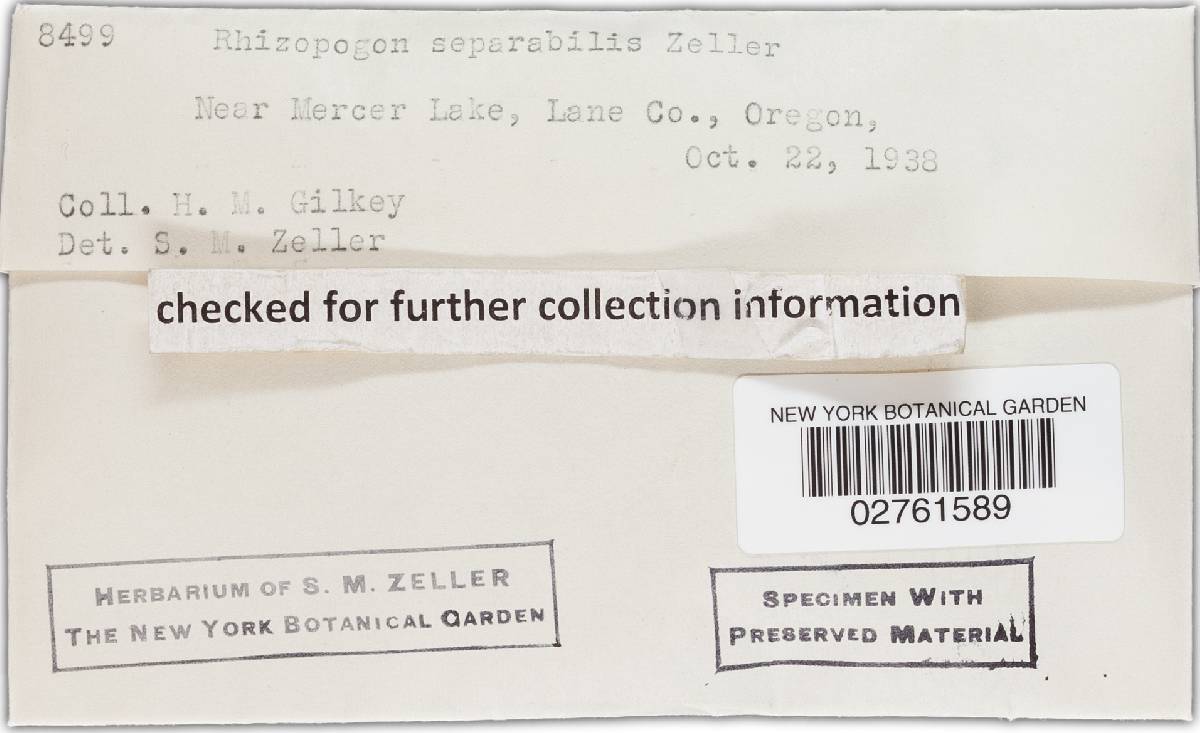 8499 Rhizopogon separabilis Zeller
Near Mercer Lake, Lane Co., Oregon,
Oct. 22, 1938
Coll. H. M. Gilkey
Det. S. M. Zeller
checked for further collection information
NEW YORK BOTANICAL GARDEN
02761589
HERBARIUM OF S. M. ZELLER
THE NEW YORK BOTANICAL GARDEN
SPECIMEN WITH
PRESERVED MATERIAL